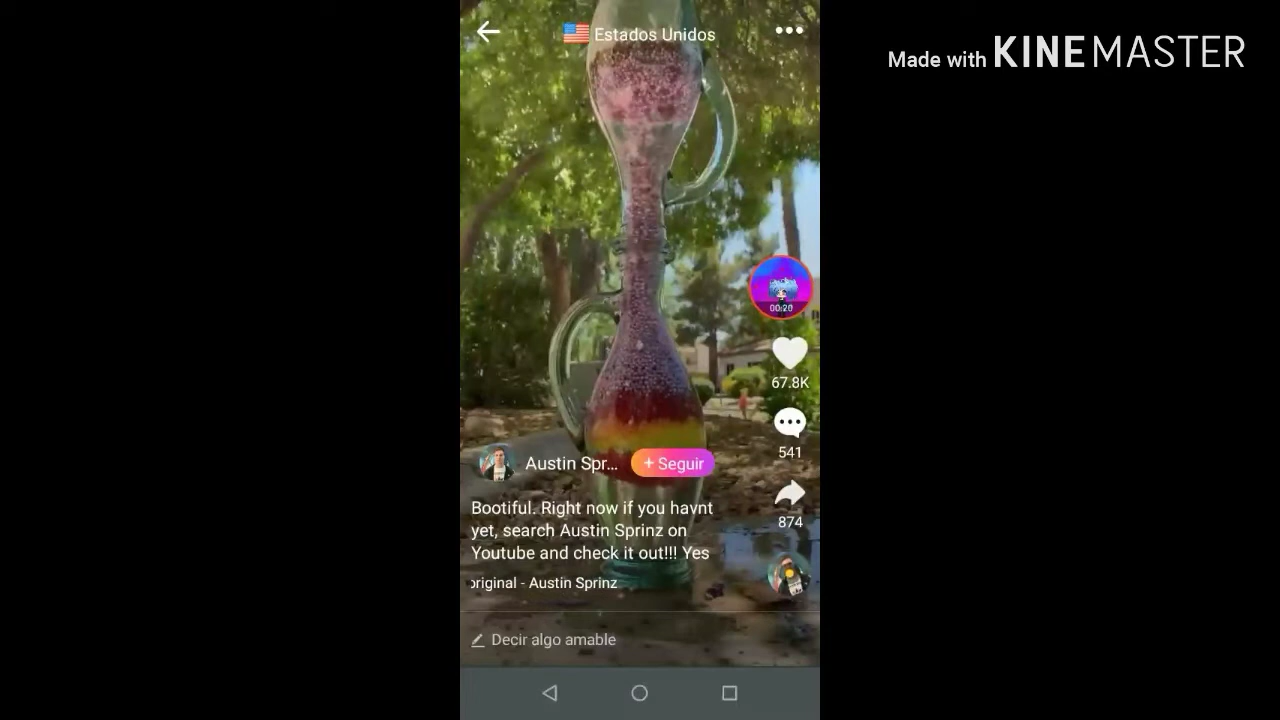 Estados Unidos
Made with KINEMASTER
00:20
67.8K
541
Austin Spr...
+ Seguir
874
Bootiful. Right now if you havnt
yet, search Austin Sprinz on
Youtube and check it out!!! Yes
original - Austin Sprinz
Decir algo amable